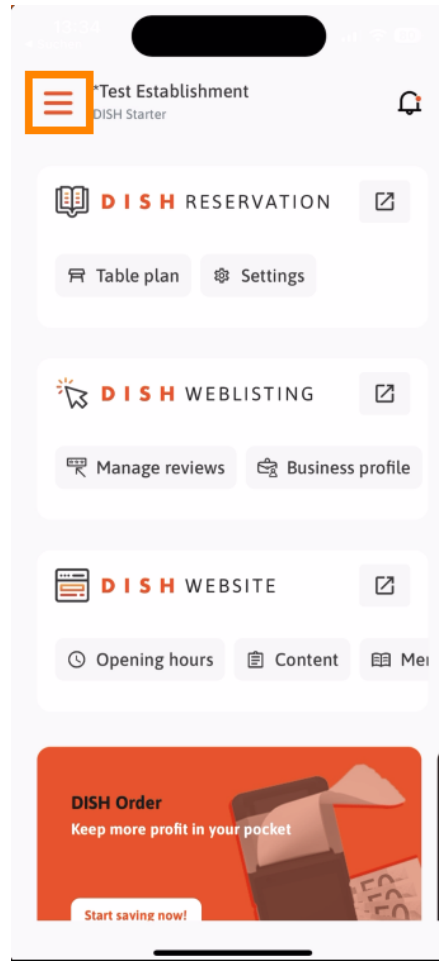 *Test Establishment
DISH Starter
DISH RESERVATION
Table plan Settings
DISH WEBLISTING
Manage reviews Business profile
DISH WEBSITE
Opening hours Content
DISH Order
Keep more profit in your pocket
Start saving now!